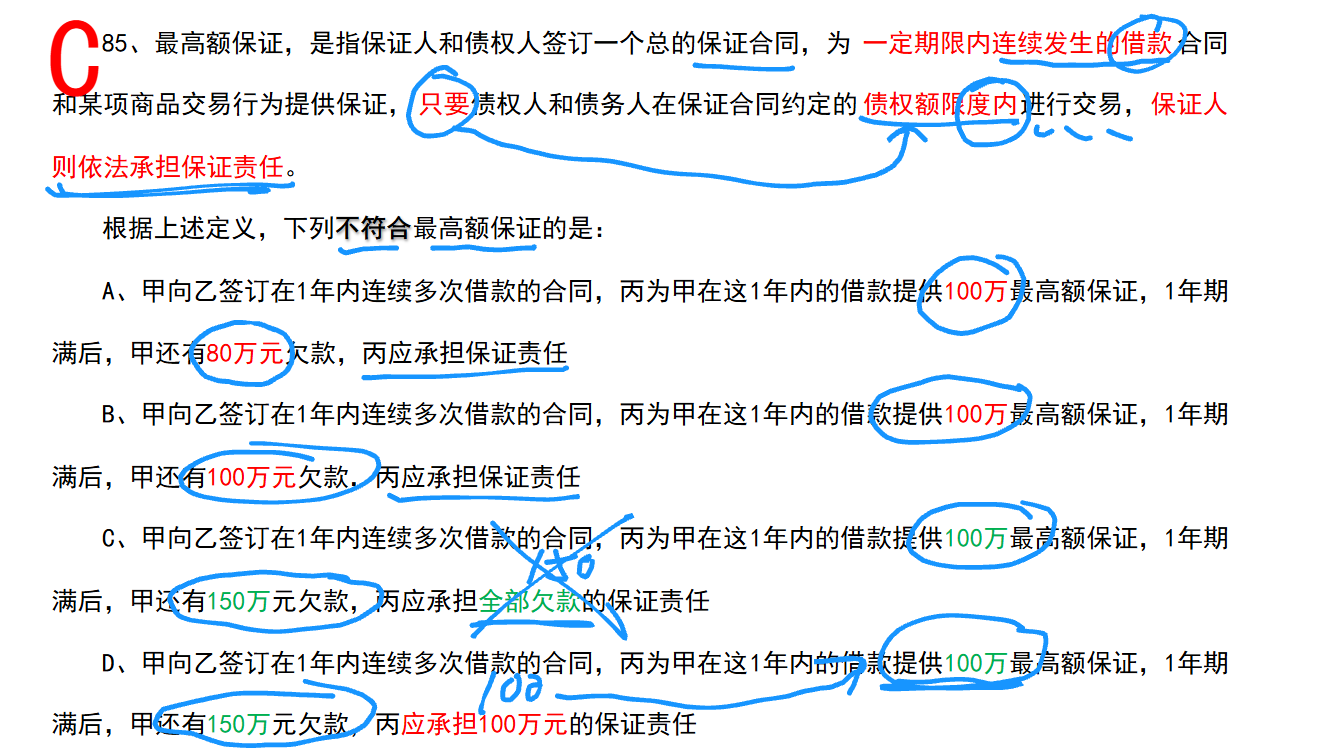 C
85、最高额保证，是指保证人和债权人签订一个总的保证合同，为 一定期限内连续发生的借款合同
和某项商品交易行为提供保证，只要债权人和债务人在保证合同约定的债权额限度内进行交易，保证人
则依法承担保证责任。
根据上述定义，下列不符合最高额保证的是：
A、甲向乙签订在1年内连续多次借款的合同，丙为甲在这1年内的借款提供100万最高额保证，1年期
满后，甲还有80万元欠款，丙应承担保证责任
B、甲向乙签订在1年内连续多次借款的合同，丙为甲在这1年内的借款提供100万最高额保证，1年期
满后，甲还有100万元欠款，丙应承担保证责任
C、甲向乙签订在1年内连续多次借款的合同，丙为甲在这1年内的借款提供100万最高额保证，1年期
150
满后，甲还有150万元欠款，丙应承担全部欠款的保证责任
D、甲向乙签订在1年内连续多次借款的合同，丙为甲在这1年内的借款提供100万最高额保证，1年期
100
满后，甲还有150万元欠款，丙应承担100万元的保证责任